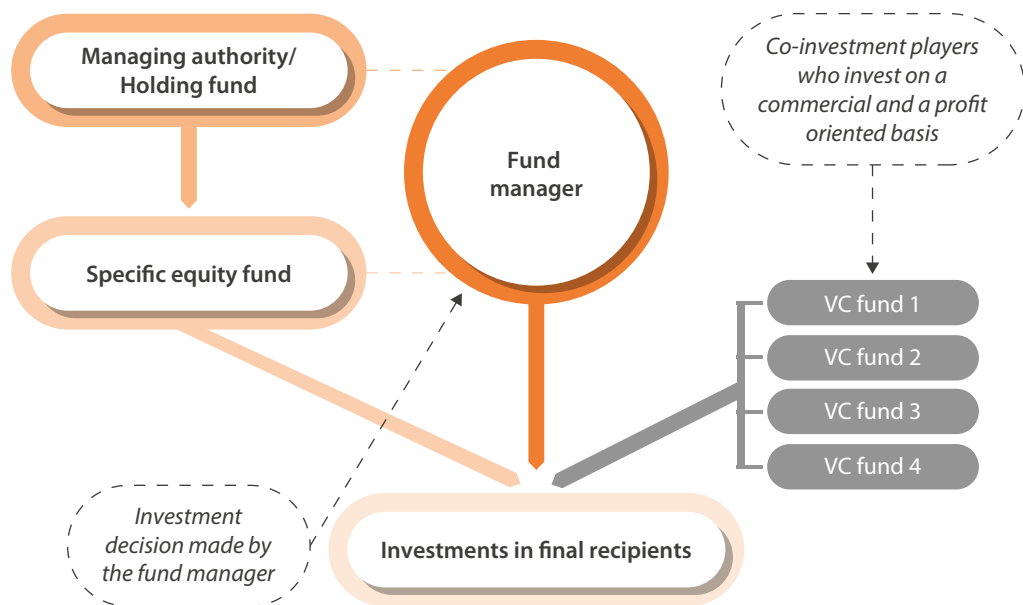 Managing authority/
Holding fund
Fund
manager
Co-investment players
who invest on a
commercial and a profit
oriented basis
Specific equity fund
VC fund 1
VC fund 2
VC fund 3
VC fund 4
Investment
decision made by
the fund manager
Investments in final recipients